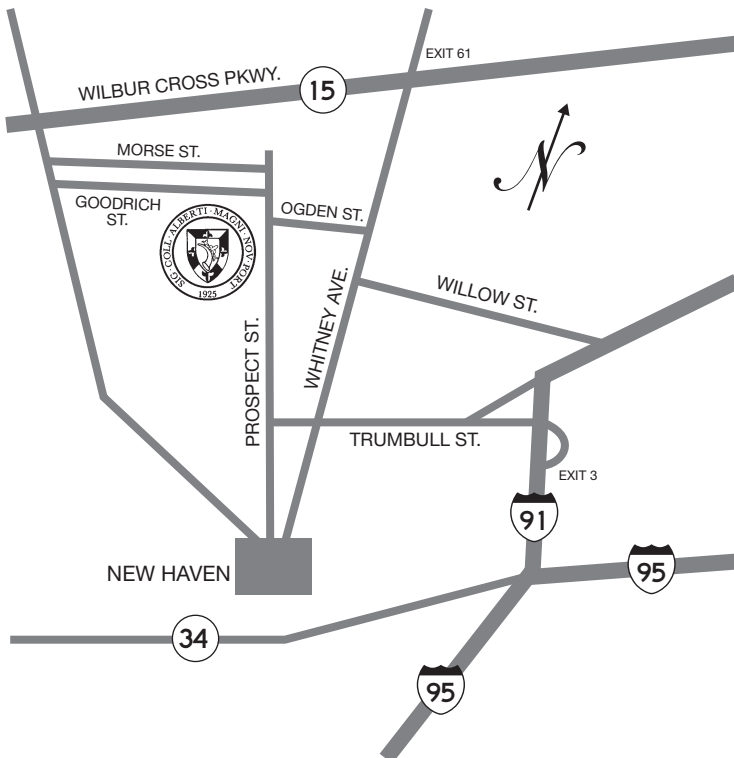 EXIT 61
WILBUR CROSS PKWY.
15
MORSE ST.
GOODRICH
ST.
OGDEN ST.
N
SIG·COLL·ALBERTI·MAGNI·NOV·PORT
1925
WILLOW ST.
WHITNEY AVE.
PROSPECT ST.
TRUMBULL ST.
EXIT 3
91
NEW HAVEN
95
34
95